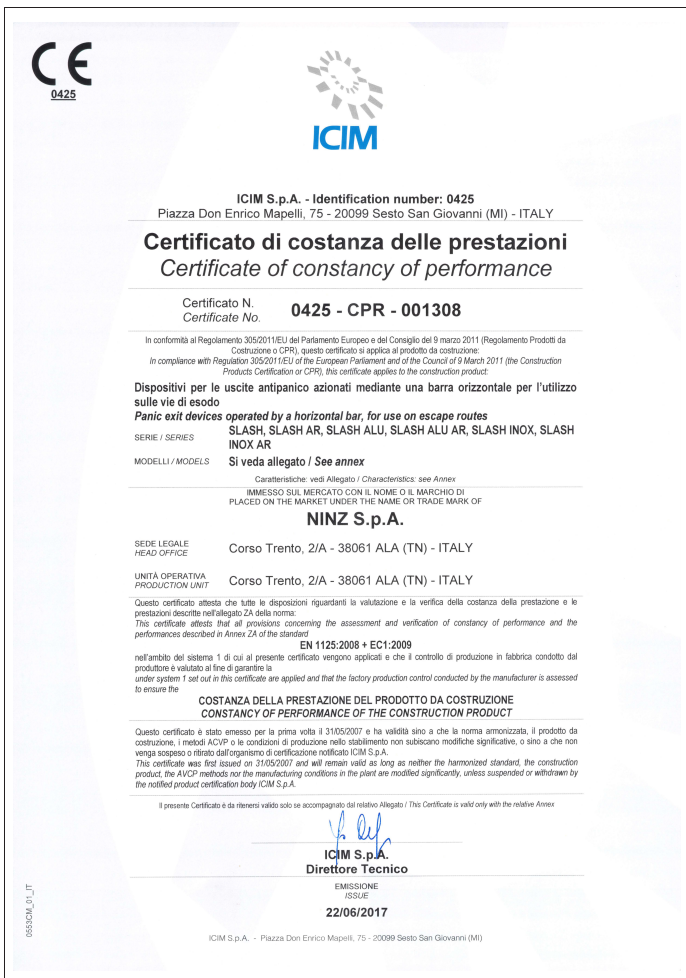 CE
0425
ICIM
ICIM S.p.A. - Identification number: 0425
Piazza Don Enrico Mapelli, 75 - 20099 Sesto San Giovanni (MI) - ITALY
Certificato di costanza delle prestazioni
Certificate of constancy of performance
Certificato N.
Certificate No.
0425 - CPR - 001308
In conformità al Regolamento 305/2011/EU del Parlamento Europeo e del Consiglio del 9 marzo 2011 (Regolamento Prodotti da
Costruzione o CPR), questo certificato si applica al prodotto da costruzione:
In compliance with Regulation 305/2011/EU of the European Parliament and of the Council of 9 March 2011 (the Construction
Products Certification or CPR), this certificate applies to the construction product:
Dispositivi per le uscite antipanico azionati mediante una barra orizzontale per l'utilizzo
sulle vie di esodo
Panic exit devices operated by a horizontal bar, for use on escape routes
SERIE / SERIES
SLASH, SLASH AR, SLASH ALU, SLASH ALU AR, SLASH INOX, SLASH
INOX AR
MODELLI / MODELS
Si veda allegato / See annex
Caratteristiche: vedi Allegato / Characteristics: see Annex
IMMESSO SUL MERCATO CON IL NOME O IL MARCHIO DI
PLACED ON THE MARKET UNDER THE NAME OR TRADE MARK OF
NINZ S.p.A.
SEDE LEGALE
HEAD OFFICE
Corso Trento, 2/A - 38061 ALA (TN) - ITALY
UNITÀ OPERATIVA
PRODUCTION UNIT
Corso Trento, 2/A - 38061 ALA (TN) - ITALY
Questo certificato attesta che tutte le disposizioni riguardanti la valutazione e la verifica della costanza della prestazione e le
prestazioni descritte nell'allegato ZA della norma:
This certificate attests that all provisions concerning the assessment and verification of constancy of performance and the
performances described in Annex ZA of the standard
EN 1125:2008 + EC1:2009
nell'ambito del sistema 1 di cui al presente certificato vengono applicati e che il controllo di produzione in fabbrica condotto dal
produttore è valutato al fine di garantire la
under system 1 set out in this certificate are applied and that the factory production control conducted by the manufacturer is assessed
to ensure the
COSTANZA DELLA PRESTAZIONE DEL PRODOTTO DA COSTRUZIONE
CONSTANCY OF PERFORMANCE OF THE CONSTRUCTION PRODUCT
Questo certificato è stato emesso per la prima volta il 31/05/2007 e ha validità sino a che la norma armonizzata, il prodotto da
costruzione, i metodi ACVP o le condizioni di produzione nello stabilimento non subiscano modifiche significative, o sino a che non
venga sospeso o ritirato dall'organismo di certificazione notificato ICIM S.p.A.
This certificate was first issued on 31/05/2007 and will remain valid as long as neither the harmonized standard, the construction
product, the AVCP methods nor the manufacturing conditions in the plant are modified significantly, unless suspended or withdrawn by
the notified product certification body ICIM S.p.A.
Il presente Certificato è da ritenersi valido solo se accompagnato dal relativo Allegato / This Certificate is valid only with the relative Annex
ICIM S.p.A.
Direttore Tecnico
EMISSIONE
ISSUE
22/06/2017
0553CM_01_IT
ICIM S.p.A. - Piazza Don Enrico Mapelli, 75 - 20099 Sesto San Giovanni (MI)